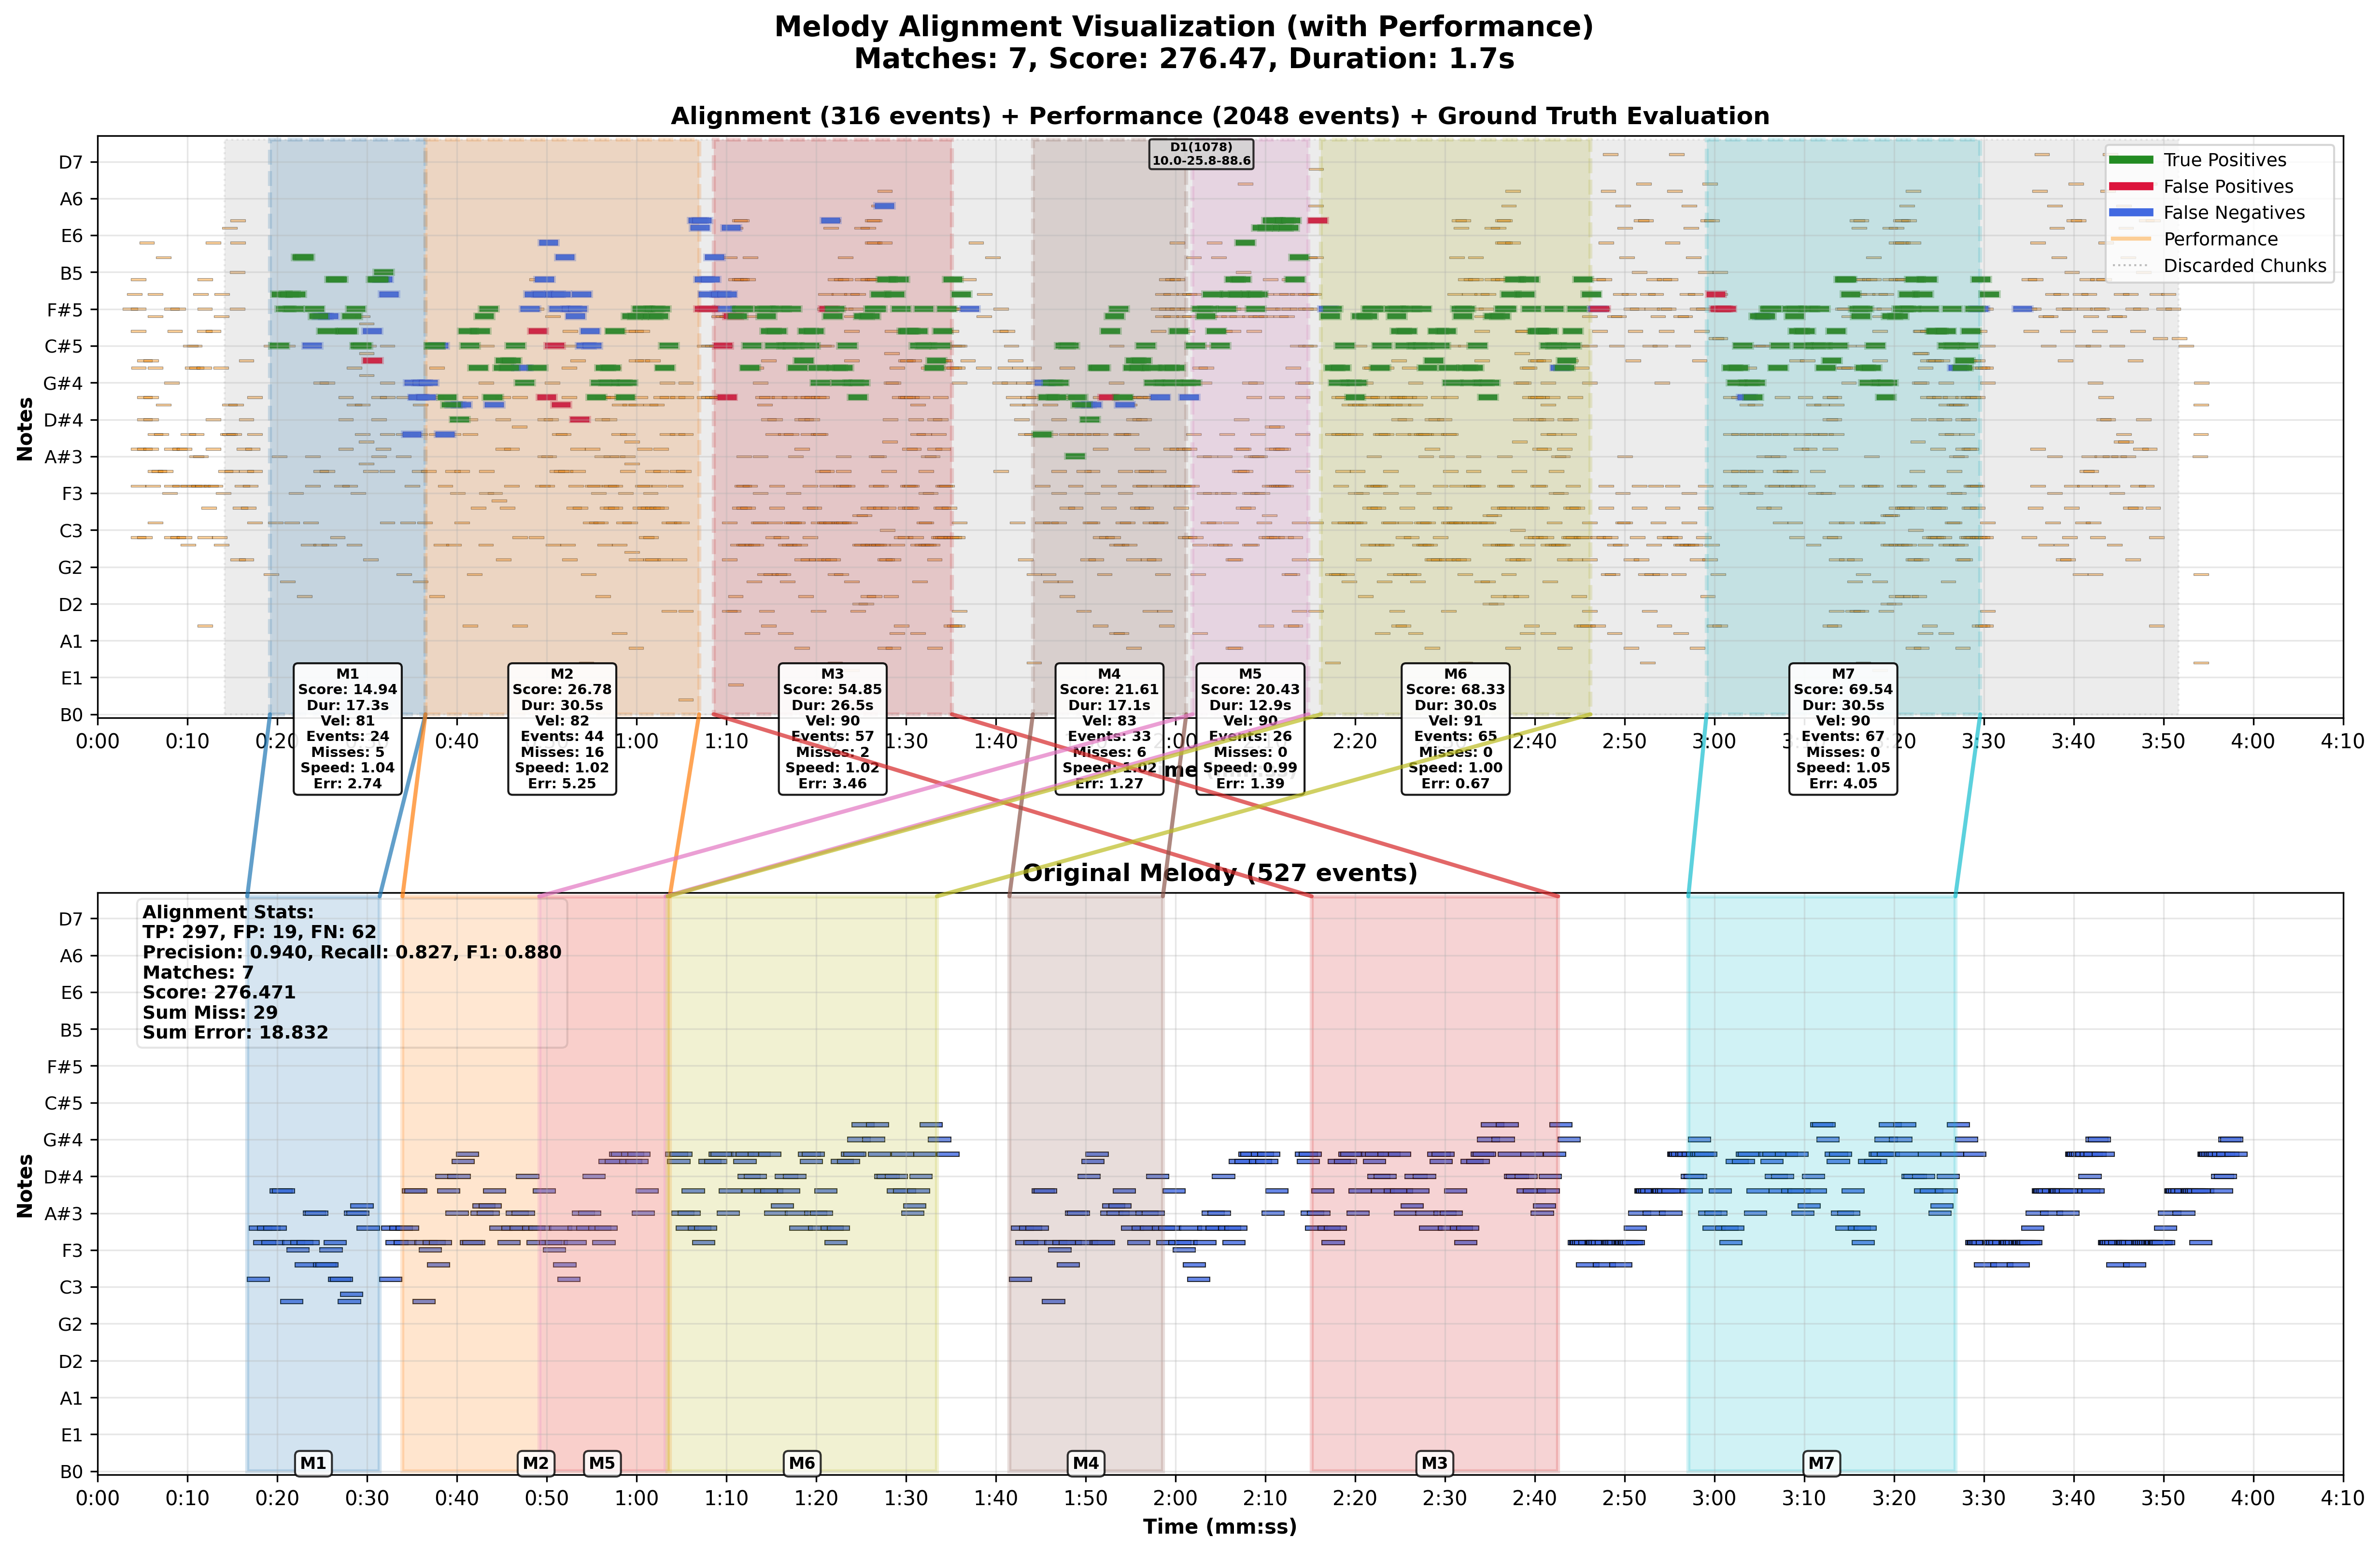 Melody Alignment Visualization (with Performance)
Matches: 7, Score: 276.47, Duration: 1.7s
Alignment (316 events) + Performance (2048 events) + Ground Truth Evaluation
D1(1078)
10.0-25.8-88.6
True Positives
False Positives
False Negatives
Performance
Discarded Chunks
Notes
D7
A6
E6
B5
F#5
C#5
G#4
D#4
A#3
F3
C3
G2
D2
A1
E1
B0
M1
Score: 14.94
Dur: 17.3s
Vel: 81
Events: 24
Misses: 5
Speed: 1.04
Err: 2.74
M2
Score: 26.78
Dur: 30.5s
Vel: 82
Events: 44
Misses: 16
Speed: 1.02
Err: 5.25
M3
Score: 54.85
Dur: 26.5s
Vel: 90
Events: 57
Misses: 2
Speed: 1.02
Err: 3.46
M4
Score: 21.61
Dur: 17.1s
Vel: 83
Events: 33
Misses: 6
Speed: 1.02
Err: 1.27
M5
Score: 20.43
Dur: 12.9s
Vel: 90
Events: 26
Misses: 0
Speed: 0.99
Err: 1.39
M6
Score: 68.33
Dur: 30.0s
Vel: 91
Events: 65
Misses: 0
Speed: 1.00
Err: 0.67
M7
Score: 69.54
Dur: 30.5s
Vel: 90
Events: 67
Misses: 0
Speed: 1.05
Err: 4.05
0:00 0:10 0:20 0:40 1:00 1:10 1:30 1:40 2:00 2:20 2:40 2:50 3:00 3:20 3:30 3:40 3:50 4:00 4:10
Original Melody (527 events)
Alignment Stats:
TP: 297, FP: 19, FN: 62
Precision: 0.940, Recall: 0.827, F1: 0.880
Matches: 7
Score: 276.471
Sum Miss: 29
Sum Error: 18.832
Notes
D7
A6
E6
B5
F#5
C#5
G#4
D#4
A#3
F3
C3
G2
D2
A1
E1
B0
M1 M2 M5 M6 M4 M3 M7
0:00 0:10 0:20 0:30 0:40 0:50 1:00 1:10 1:20 1:30 1:40 1:50 2:00 2:10 2:20 2:30 2:40 2:50 3:00 3:10 3:20 3:30 3:40 3:50 4:00 4:10
Time (mm:ss)